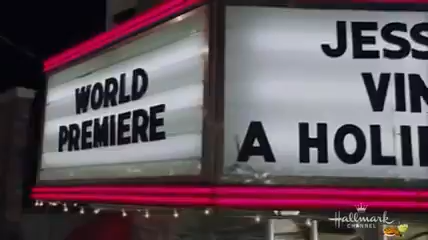 WORLD
PREMIERE
JESS
VIN
A HOLI
Hallmark
CHANNEL